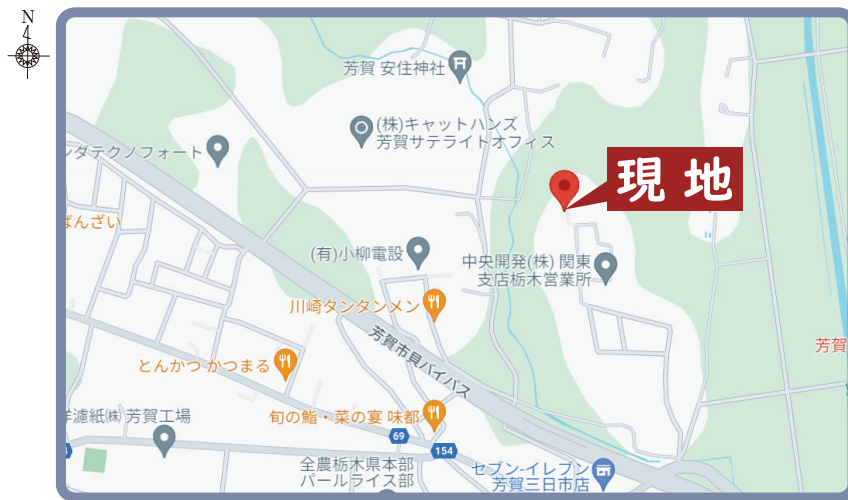 N
芳賀 安住神社
(株)キャットハンズ
芳賀サテライトオフィス
ンダテクノフォート
現地
ばんざい
(有)小柳電設
中央開発(株) 関東
支店栃木営業所
川崎タンタンメン
芳賀市貝バイパス
芳賀
とんかつ かつまる
旬の鮨・菜の宴 味都
洋濾紙㈱ 芳賀工場
69
154
全農栃木県本部
パールライス部
セブン-イレブン
芳賀三日市店